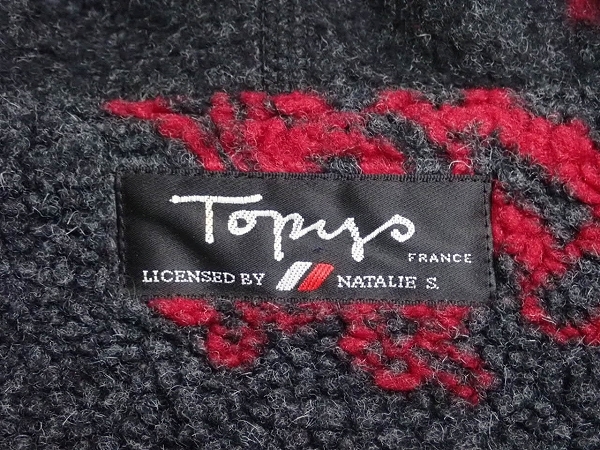 Topys
FRANCE
LICENSED BY NATALIE S.